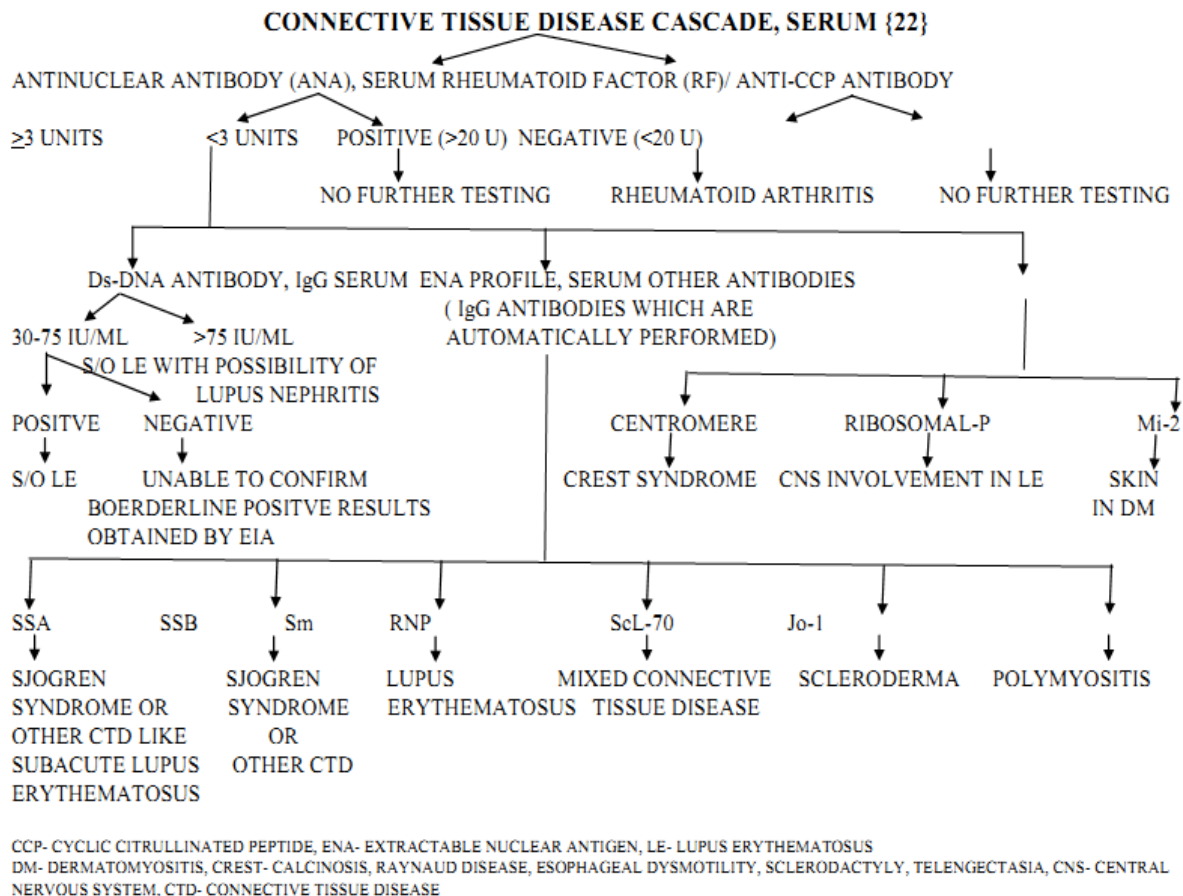 CONNECTIVE TISSUE DISEASE CASCADE, SERUM {22}
ANTINUCLEAR ANTIBODY (ANA), SERUM RHEUMATOID FACTOR (RF)/ ANTI-CCP ANTIBODY
≥3 UNITS <3 UNITS POSITIVE (>20 U) NEGATIVE (<20 U)
NO FURTHER TESTING RHEUMATOID ARTHRITIS NO FURTHER TESTING
Ds-DNA ANTIBODY, IgG SERUM ENA PROFILE, SERUM OTHER ANTIBODIES
( IgG ANTIBODIES WHICH ARE
30-75 IU/ML >75 IU/ML AUTOMATICALLY PERFORMED)
S/O LE WITH POSSIBILITY OF
LUPUS NEPHRITIS
POSITVE NEGATIVE CENTROMERE RIBOSOMAL-P Mi-2
S/O LE UNABLE TO CONFIRM CREST SYNDROME CNS INVOLVEMENT IN LE SKIN
BOERDERLINE POSITVE RESULTS IN DM
OBTAINED BY EIA
SSA SSB Sm RNP ScL-70 Jo-1
SJOGREN SJOGREN LUPUS MIXED CONNECTIVE SCLERODERMA POLYMYOSITIS
SYNDROME OR SYNDROME ERYTHEMATOSUS TISSUE DISEASE
OTHER CTD LIKE OR
SUBACUTE LUPUS OTHER CTD
ERYTHEMATOSUS
CCP- CYCLIC CITRULLINATED PEPTIDE, ENA- EXTRACTABLE NUCLEAR ANTIGEN, LE- LUPUS ERYTHEMATOSUS
DM- DERMATOMYOSITIS, CREST- CALCINOSIS, RAYNAUD DISEASE, ESOPHAGEAL DYSMOTILITY, SCLERODACTYLY, TELENGECTASIA, CNS- CENTRAL
NERVOUS SYSTEM, CTD- CONNECTIVE TISSUE DISEASE